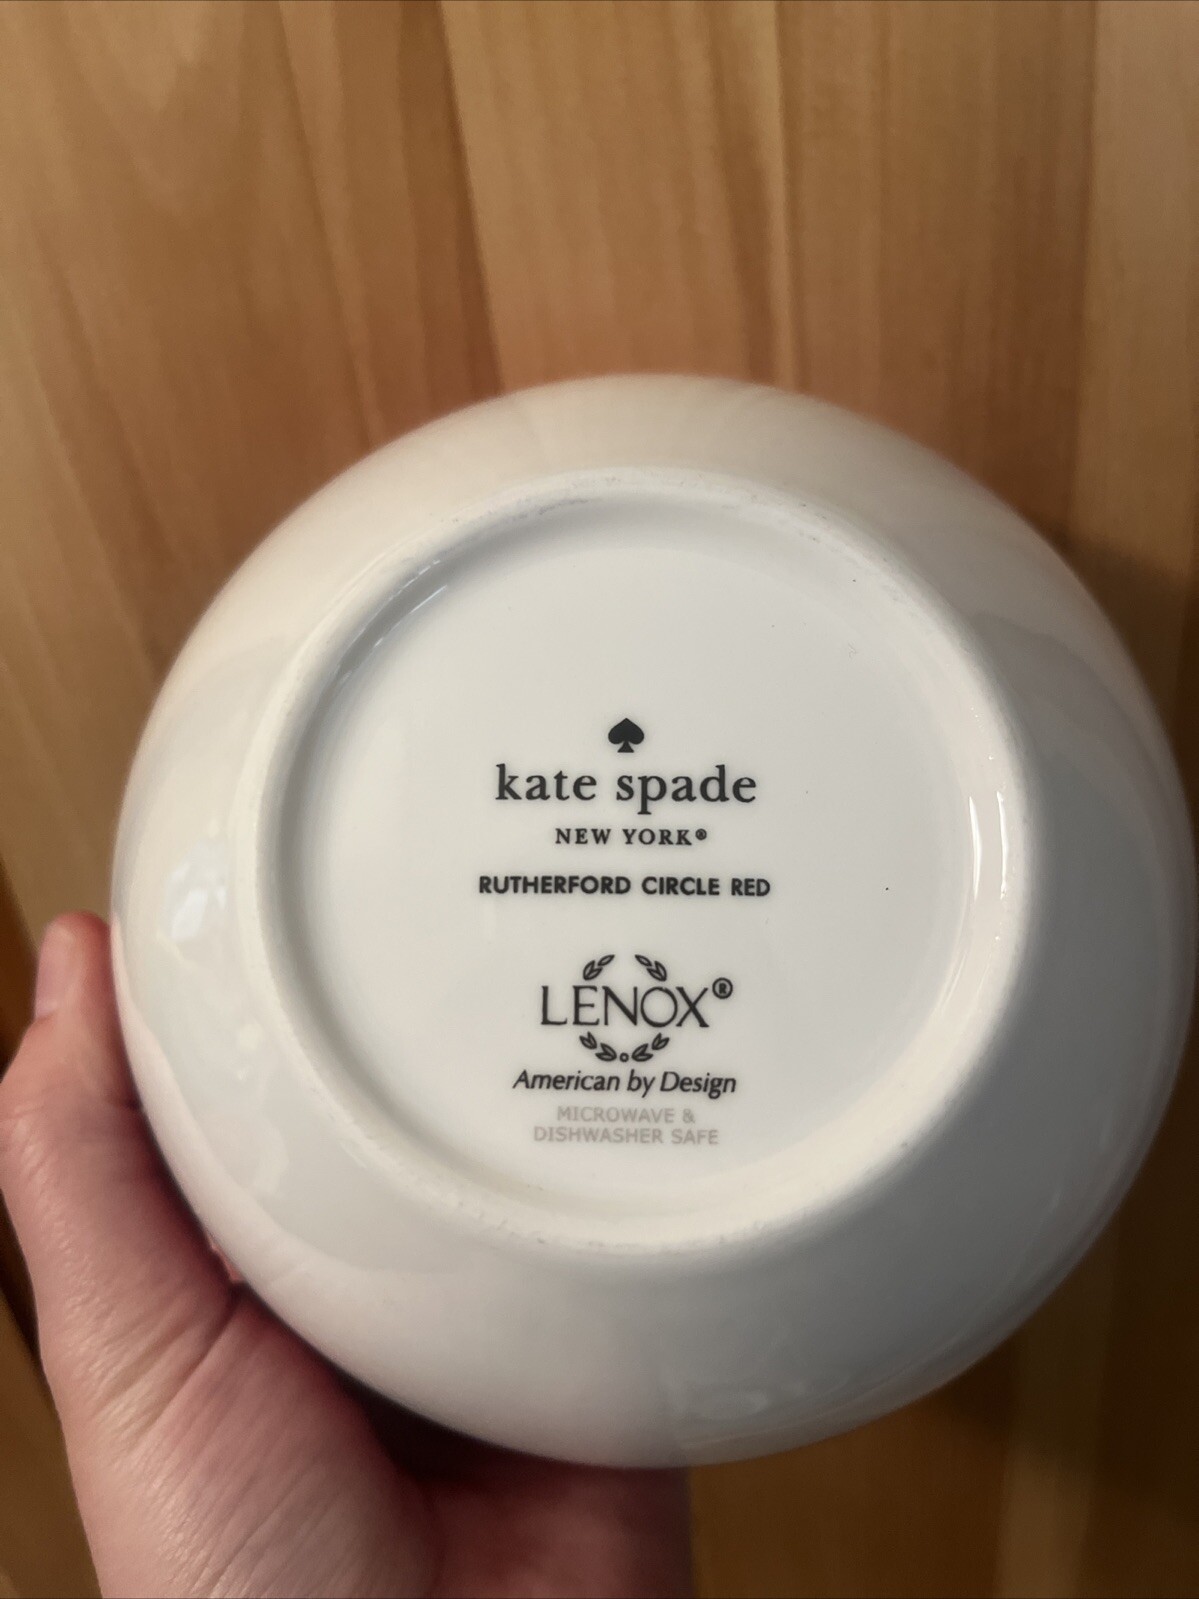 kate spade
NEW YORK®
RUTHERFORD CIRCLE RED
LENOX®
American by Design
MICROWAVE &
DISHWASHER SAFE